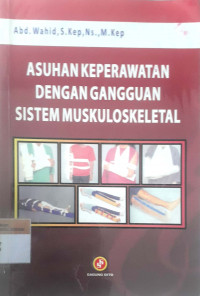 Abd. Wahid, S.Kep, Ns., M.Kep
ASUHAN KEPERAWATAN
DENGAN GANGGUAN
SISTEM MUSKULOSKELETAL